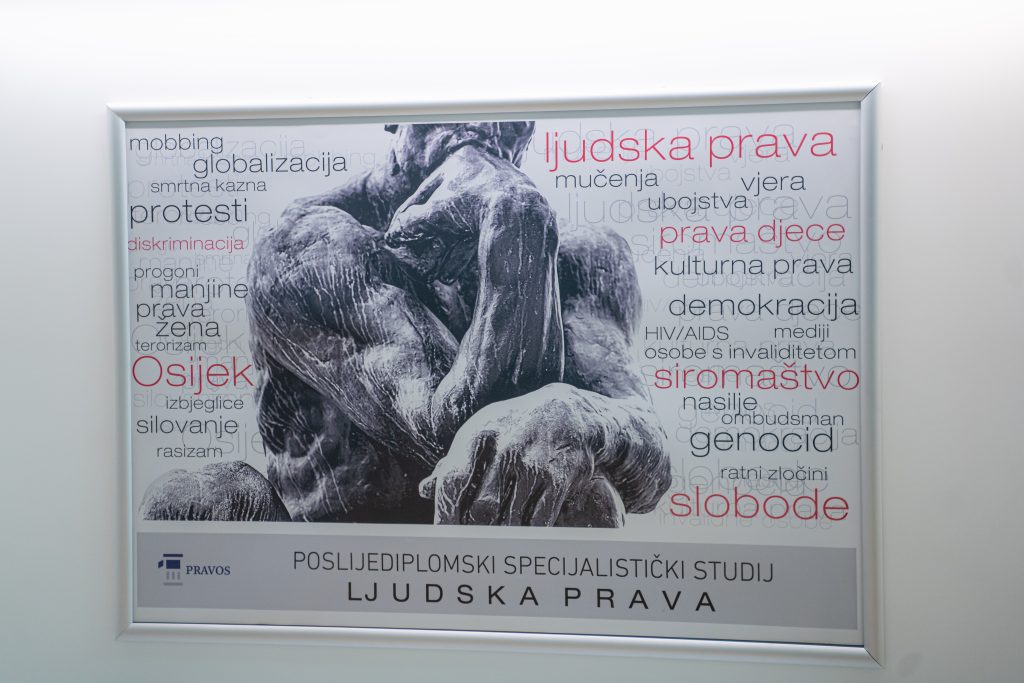 mobbing
globalizacija
smrtna kazna
protesti
diskriminacija
progoni
manjine
prava
žena
terorizam
Osijek
izbjeglice
silovanje
rasizam
ljudska prava
mučenja
vjera
ubojstva
prava djece
kulturna prava
demokracija
HIV/AIDS mediji
osobe s invaliditetom
siromaštvo
nasilje
ombudsman
genocid
ratni zločini
slobode
invalidne osobe
PRAVOS
POSLIJEDIPLOMSKI SPECIJALISTIČKI STUDIJ
LJUDSKA PRAVA